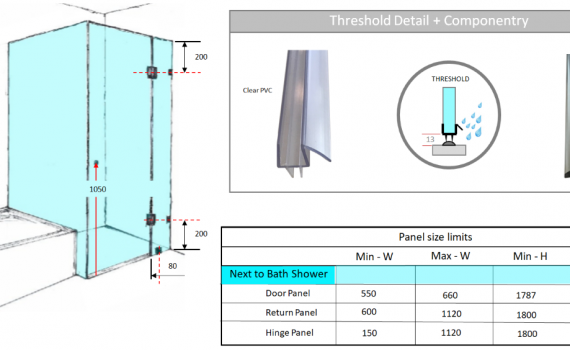 Threshold Detail + Componentry
200
Clear PVC
THRESHOLD
13
1050
200
80
Panel size limits
Min - W Max - W Min - H
Next to Bath Shower
Door Panel 550 660 1787
Return Panel 600 1120 1800
Hinge Panel 150 1120 1800